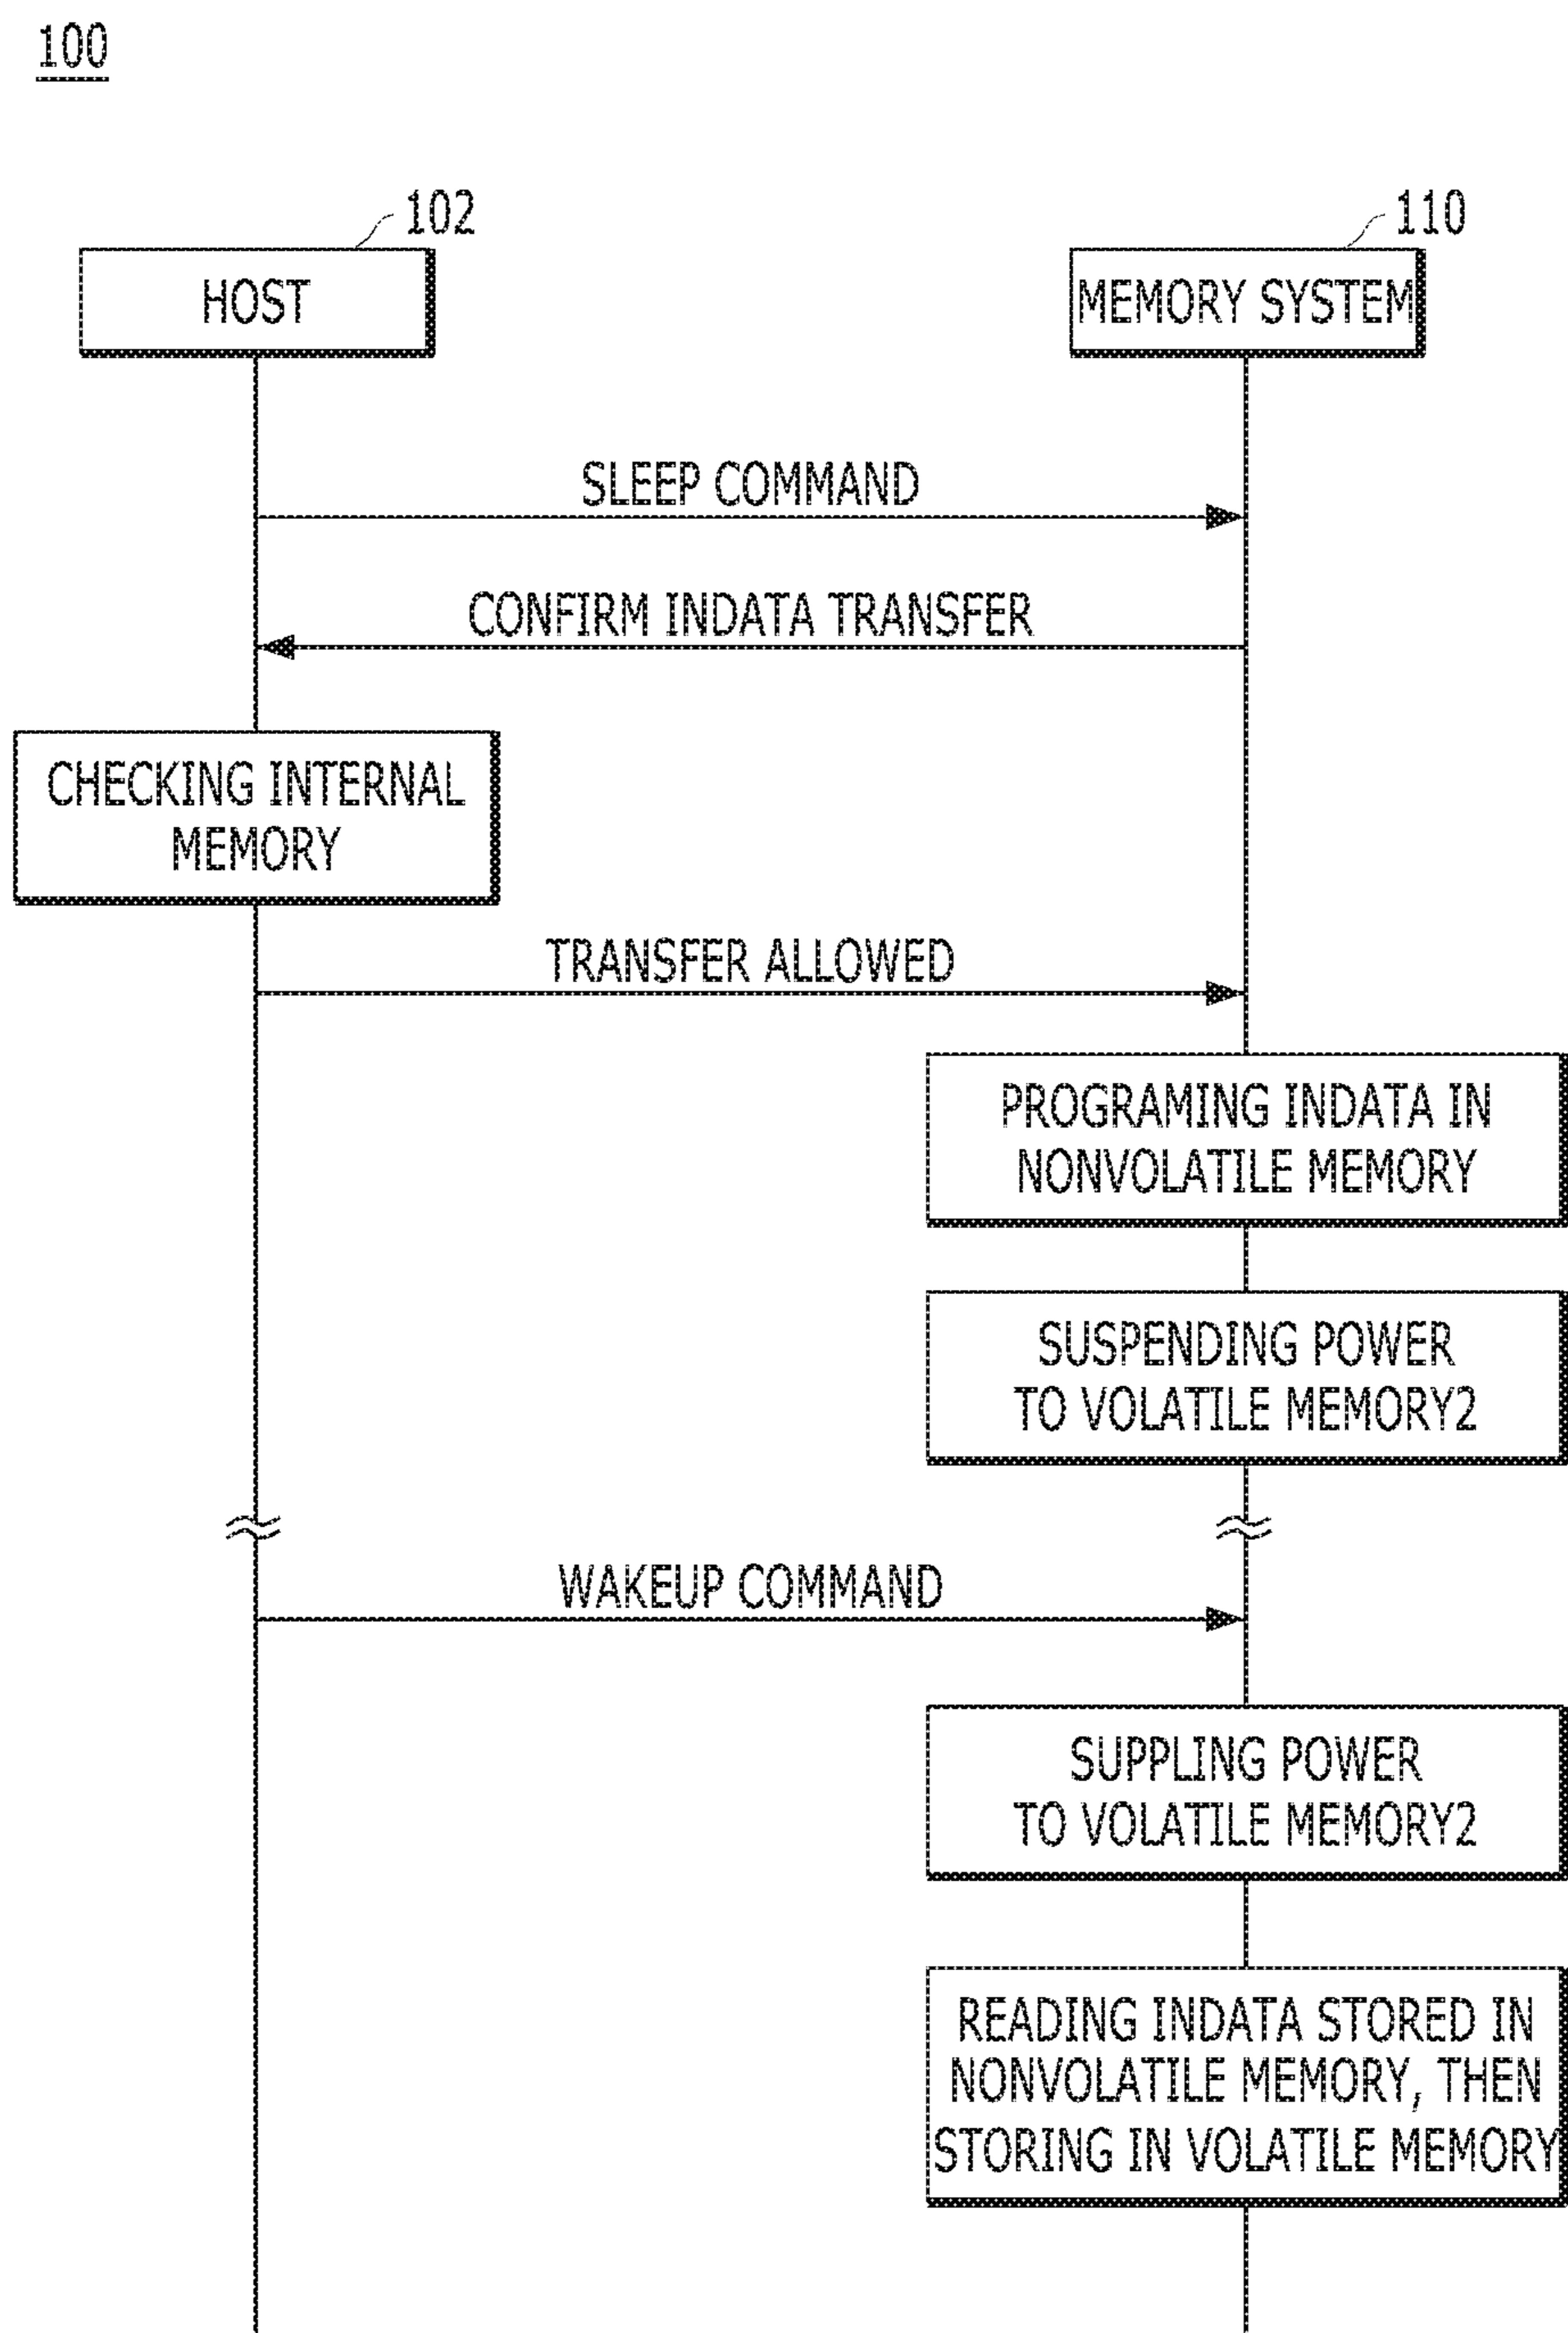 100
102
110
HOST
MEMORY SYSTEM
SLEEP COMMAND
CONFIRM INDATA TRANSFER
CHECKING INTERNAL
MEMORY
TRANSFER ALLOWED
PROGRAMING INDATA IN
NONVOLATILE MEMORY
SUSPENDING POWER
TO VOLATILE MEMORY2
WAKEUP COMMAND
SUPPLING POWER
TO VOLATILE MEMORY2
READING INDATA STORED IN
NONVOLATILE MEMORY, THEN
STORING IN VOLATILE MEMORY